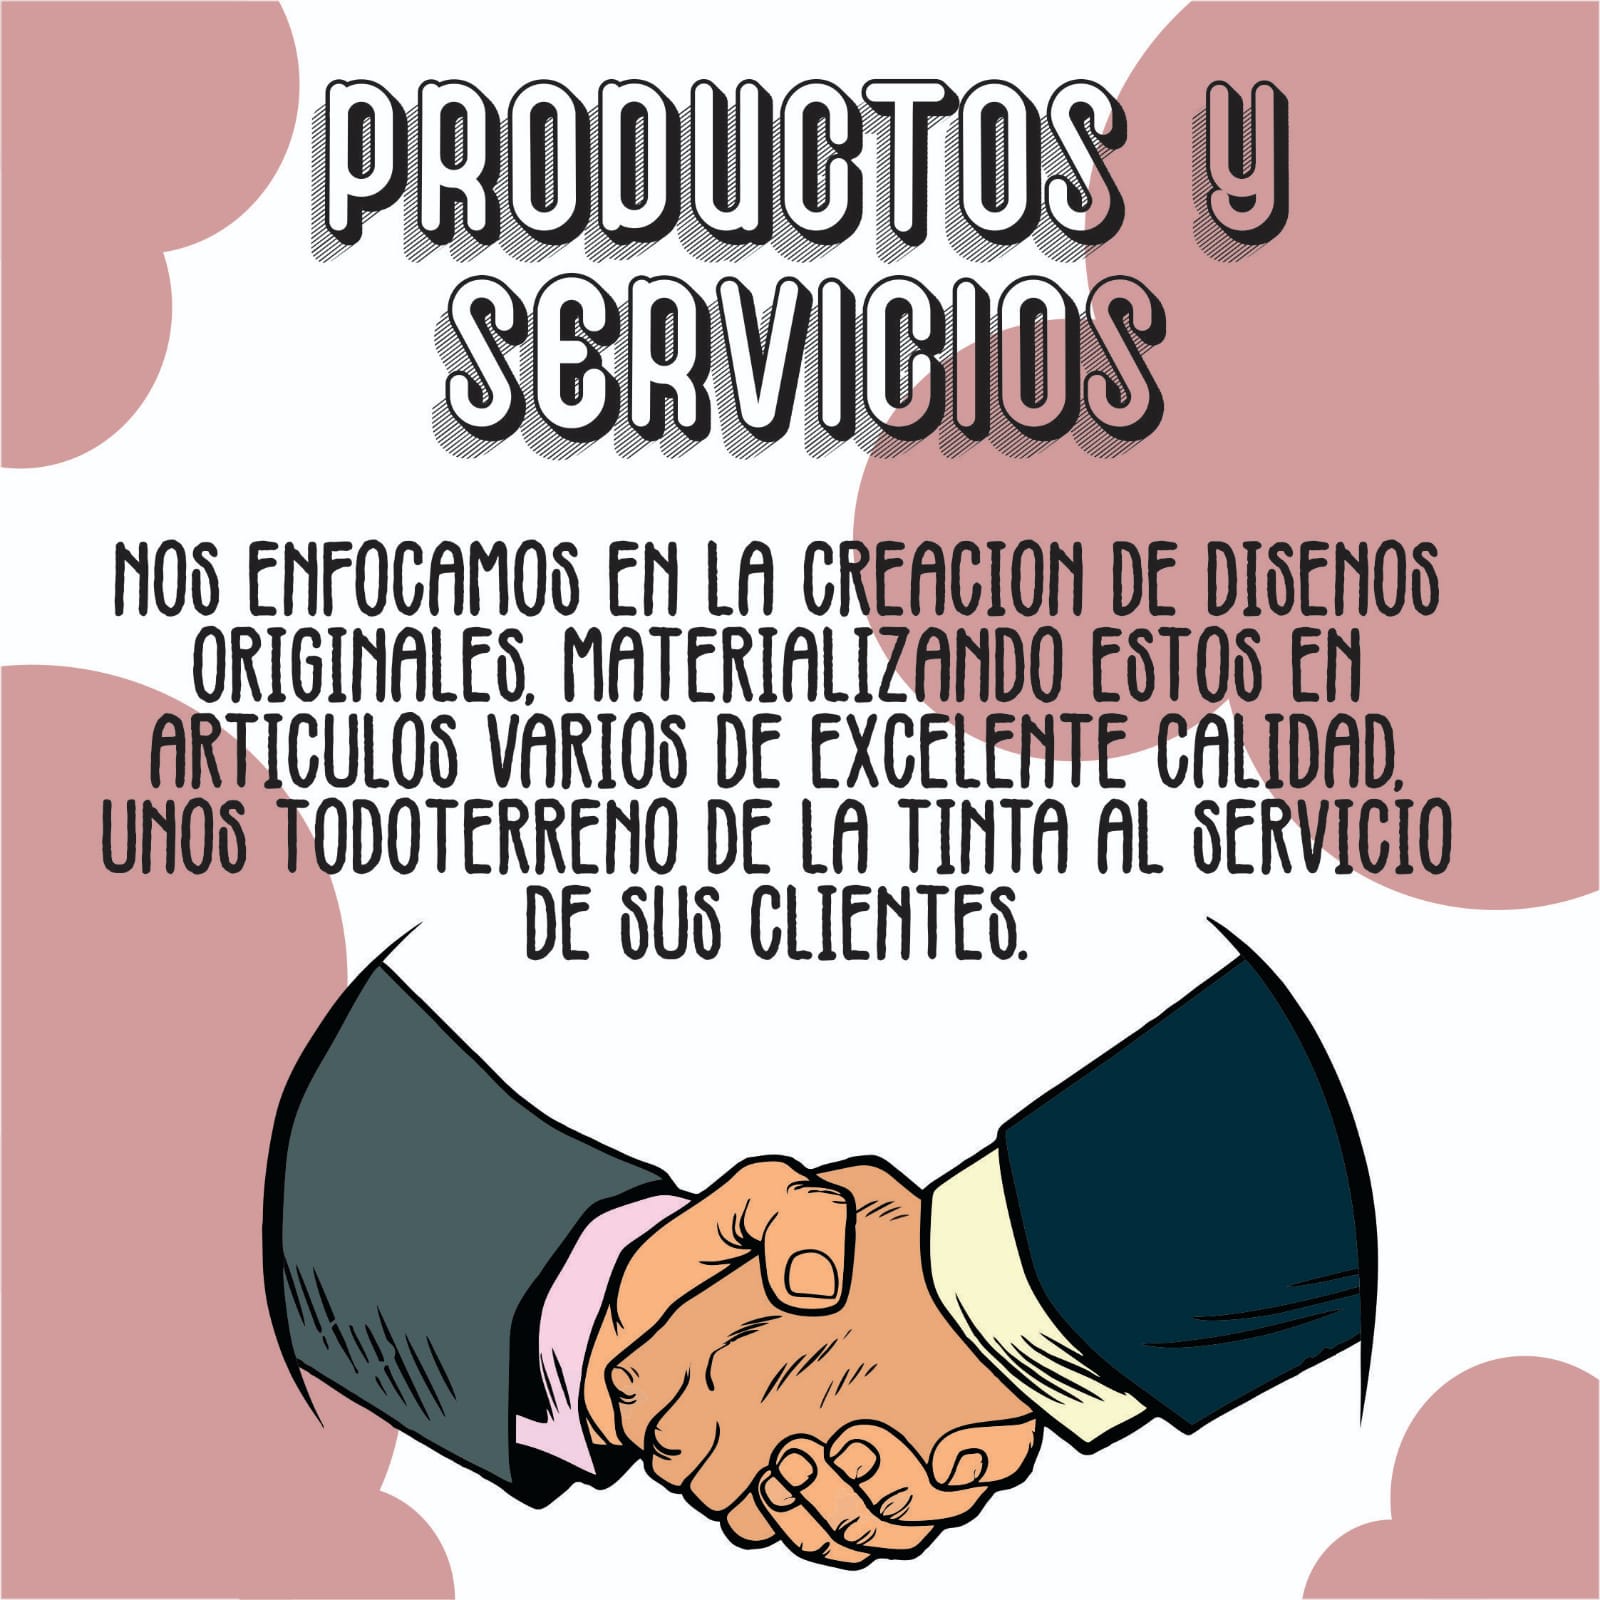 PRODUCTOS Y
SERVICIOS
NOS ENFOCAMOS EN LA CREACION DE DISENOS
ORIGINALES, MATERIALIZANDO ESTOS EN
ARTICULOS VARIOS DE EXCELENTE CALIDAD,
UNOS TODOTERRENO DE LA TINTA AL SERVICIO
DE SUS CLIENTES.